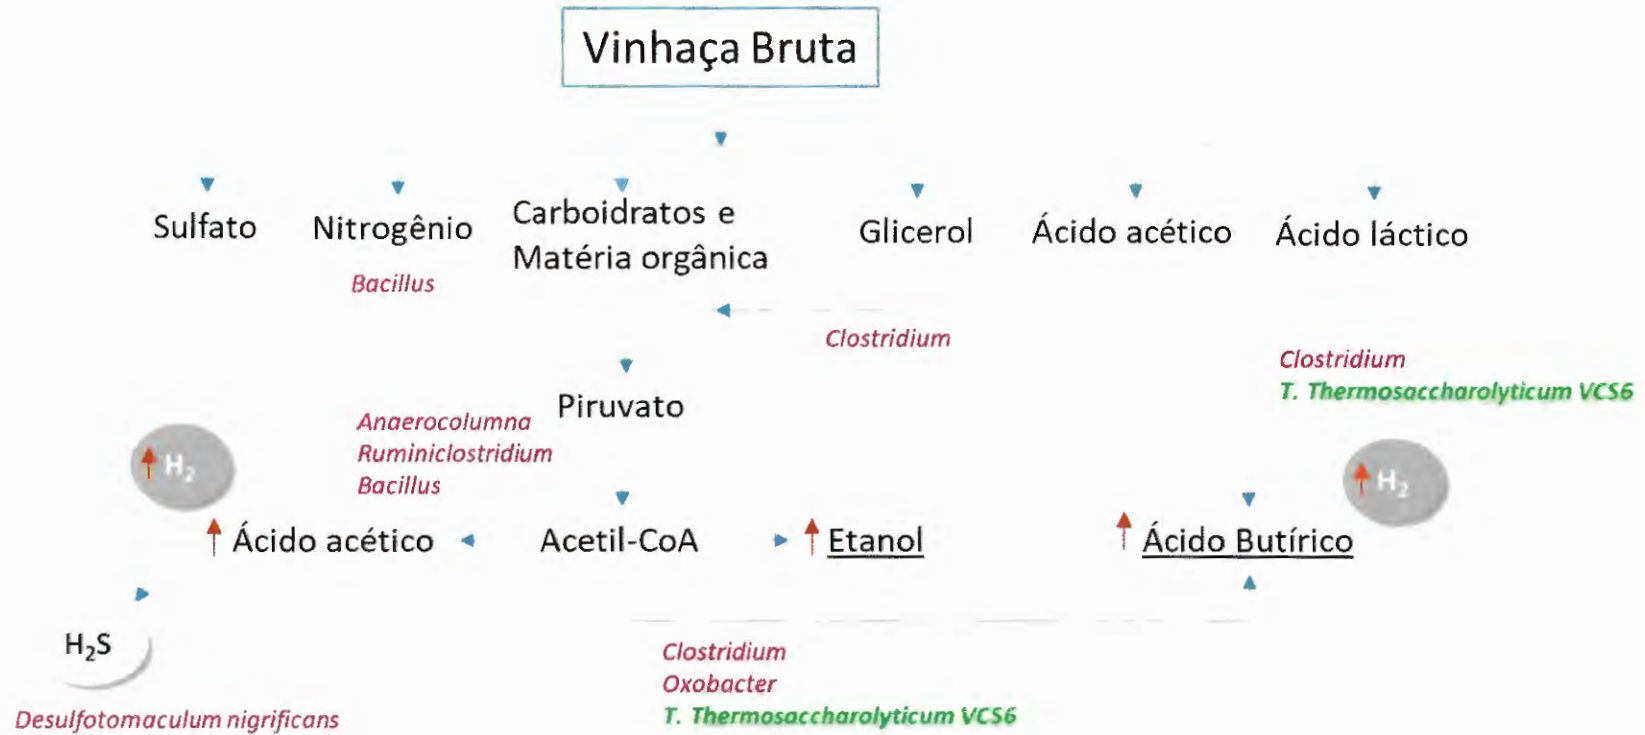 Vinhaça Bruta
Sulfato
Nitrogênio
Bacillus
Carboidratos e
Matéria orgânica
Glicerol
Ácido acético
Ácido láctico
Clostridium
Clostridium
T. Thermosaccharolyticum VCS6
Piruvato
Anaerocolumna
Ruminiclostridium
Bacillus
H₂
H₂
Ácido acético
Acetil-CoA
Etanol
Ácido Butírico
H₂S
Desulfotomaculum nigrificans
Clostridium
Oxobacter
T. Thermosaccharolyticum VCS6